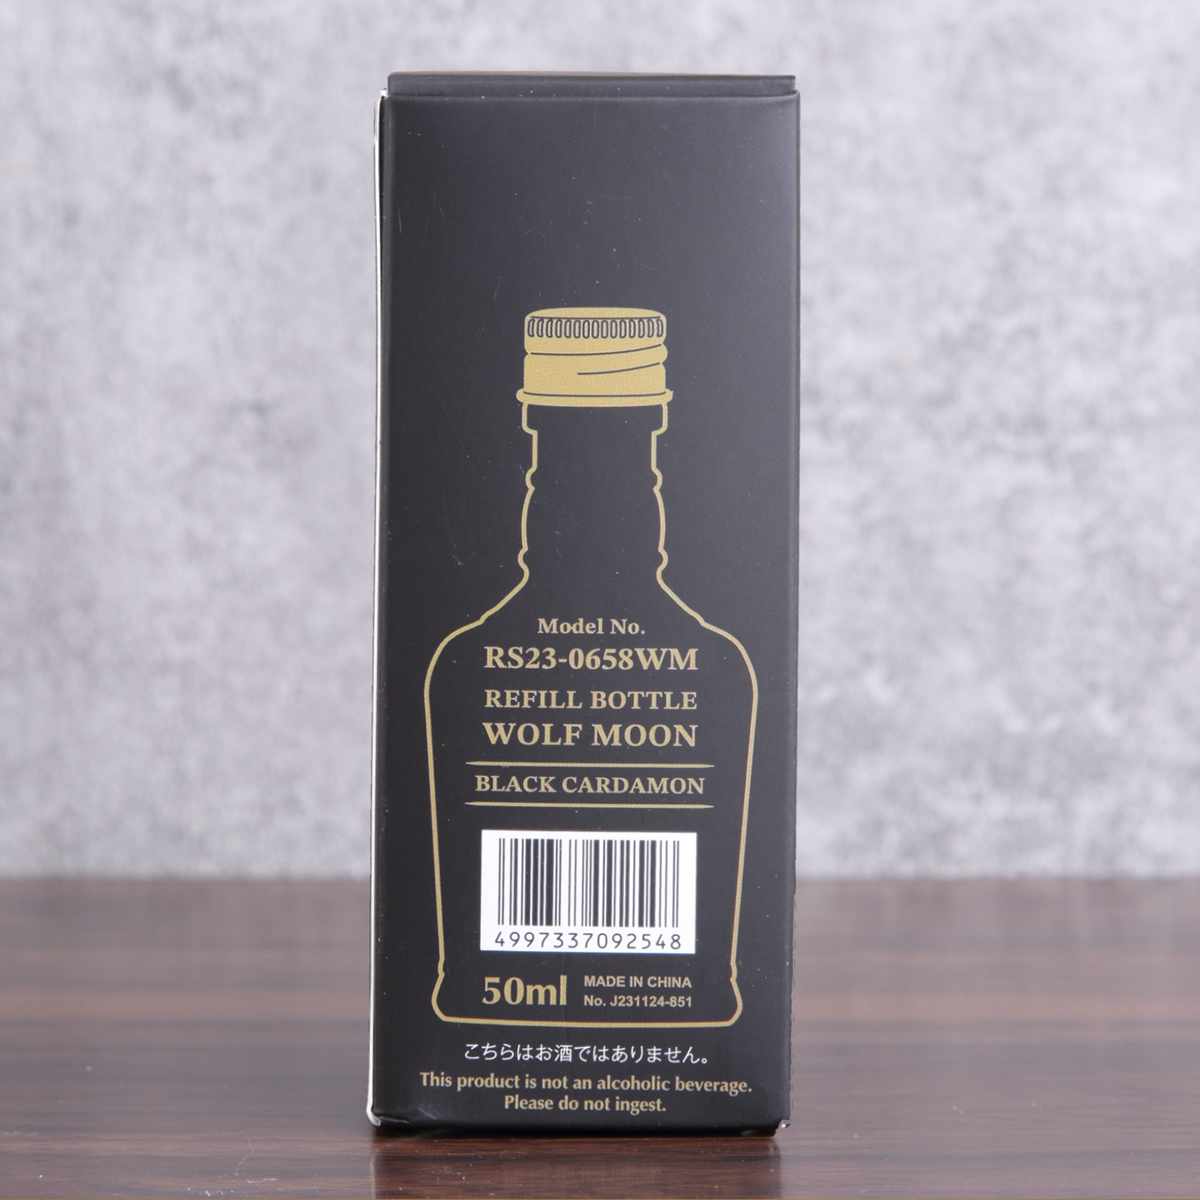 Model No.
RS23-0658WM
REFILL BOTTLE
WOLF MOON
BLACK CARDAMON
4997337092548
50ml
MADE IN CHINA
No. J231124-851
こちらはお酒ではありません。
This product is not an alcoholic beverage.
Please do not ingest.